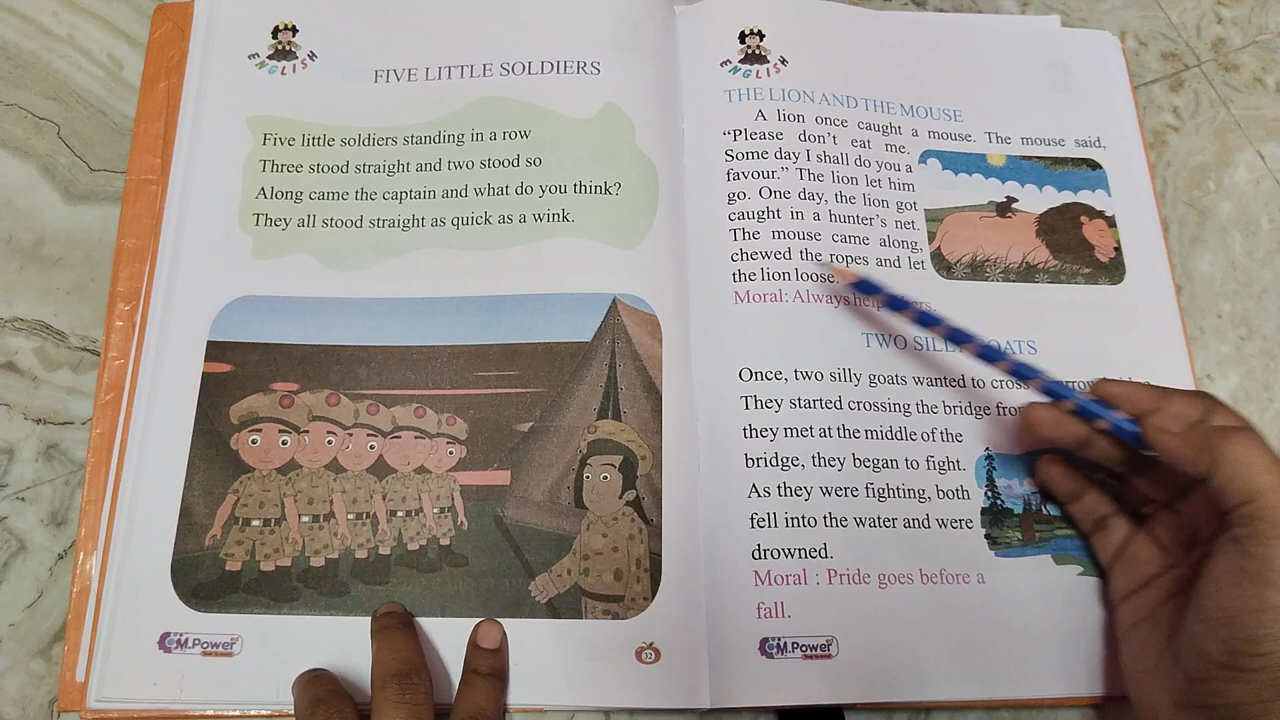 ENGLISH
FIVE LITTLE SOLDIERS
Five little soldiers standing in a row
Three stood straight and two stood so
Along came the captain and what do you think?
They all stood straight as quick as a wink.
M.Power
32
ENGLISH
THE LION AND THE MOUSE
A lion once caught a mouse. The mouse said,
“Please don’t eat me.
Some day I shall do you a
favour.” The lion let him
go. One day, the lion got
caught in a hunter’s net.
The mouse came along,
chewed the ropes and let
the lion loose.
Moral: Always help
TWO SILLY GOATS
Once, two silly goats wanted to cross
They started crossing the bridge from
they met at the middle of the
bridge, they began to fight.
As they were fighting, both
fell into the water and were
drowned.
Moral : Pride goes before a
fall.
M.Power